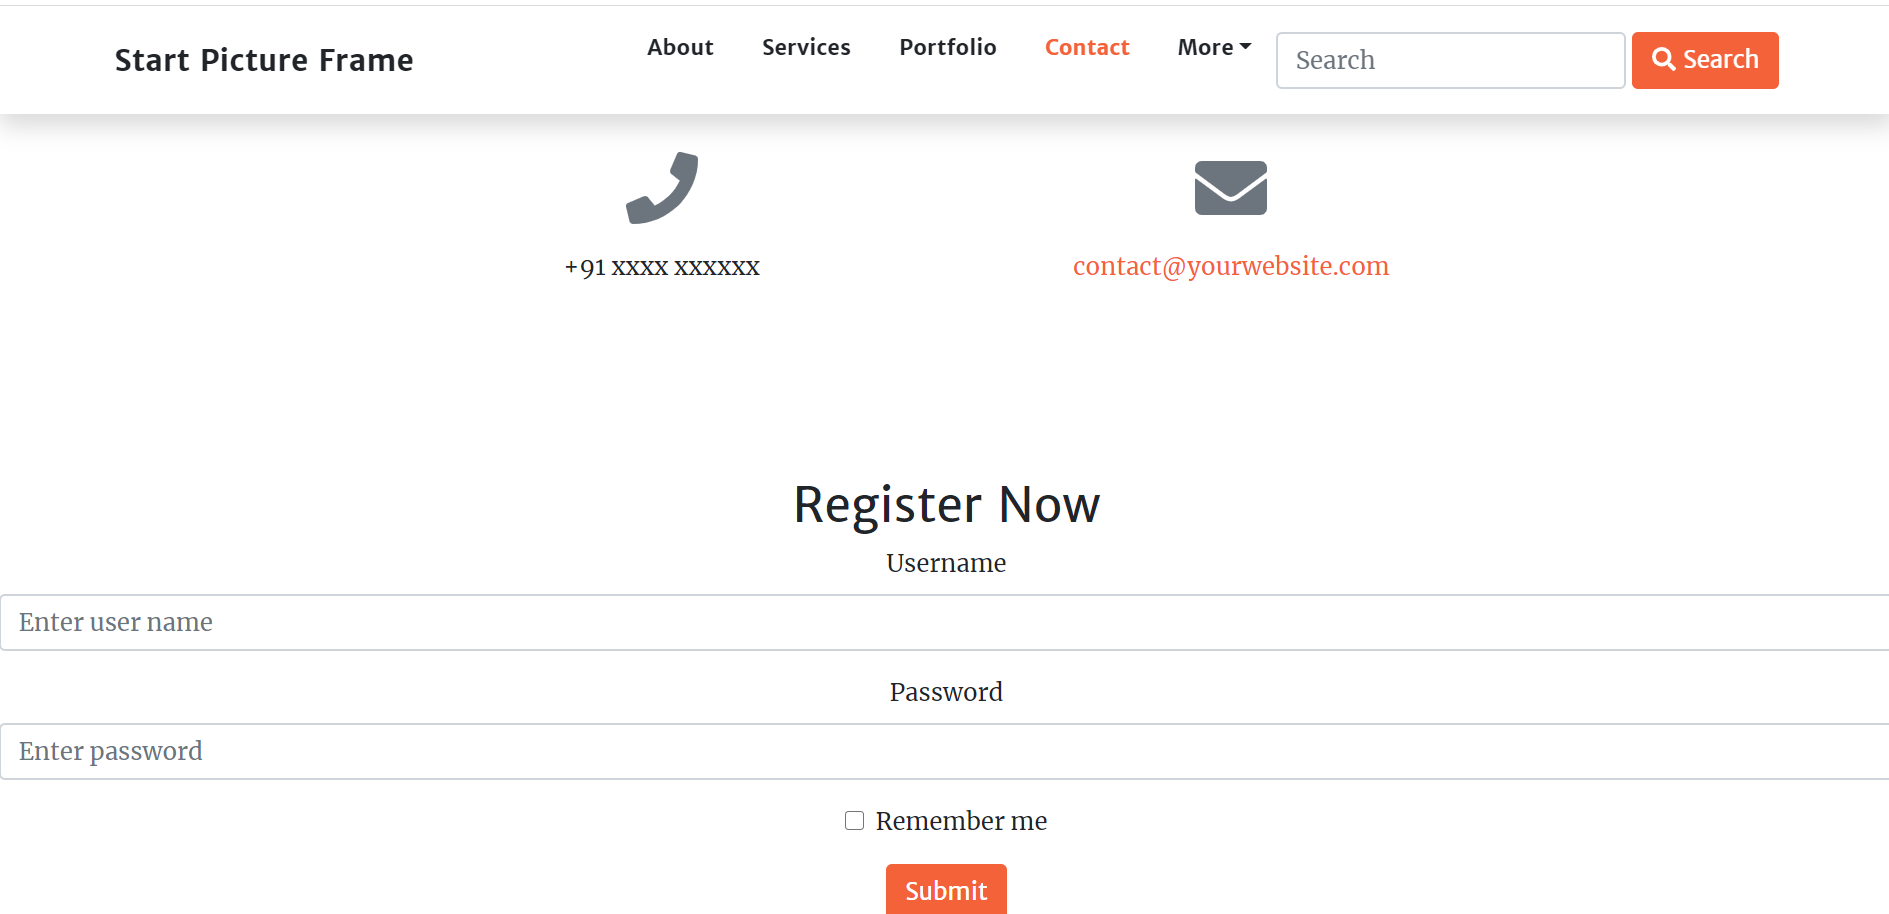 Start Picture Frame
About Services Portfolio Contact More Search Search
+91 xxxx xxxxxx contact@yourwebsite.com
Register Now
Username
Enter user name
Password
Enter password
Remember me
Submit